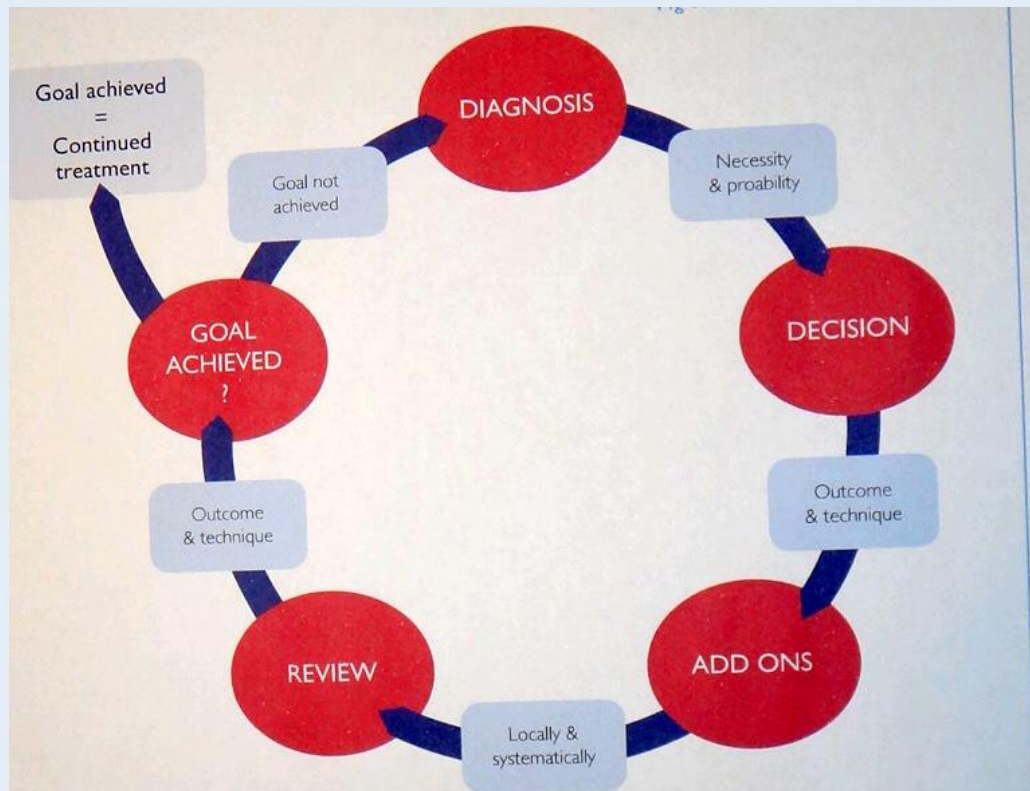 Goal achieved
=
Continued
treatment
DIAGNOSIS
Goal not
achieved
Necessity
& proability
GOAL
ACHIEVED
?
DECISION
Outcome
& technique
Outcome
& technique
REVIEW
ADD ONS
Locally &
systematically